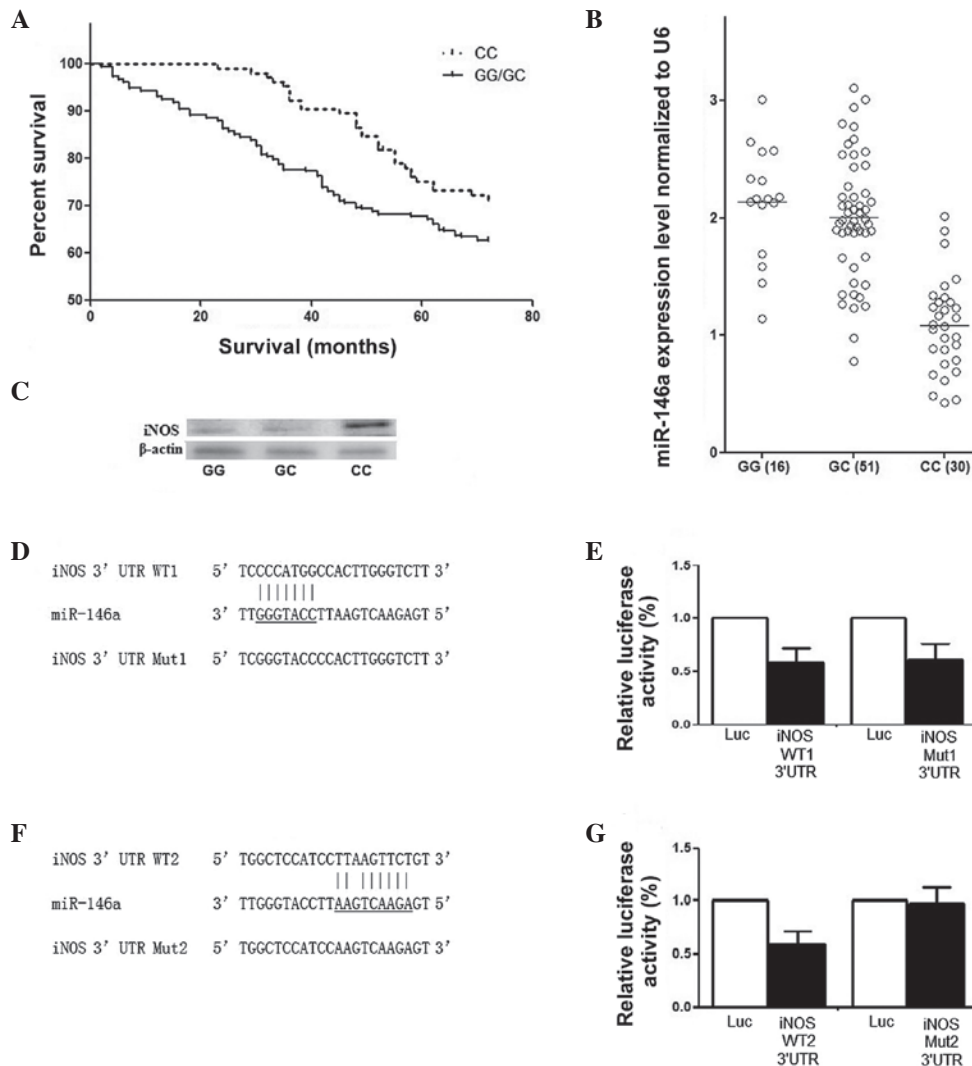 A
100
90
80
70
60
50
Percent survival
0 20 40 60 80
Survival (months)
CC
GG/GC
B
miR-146a expression level normalized to U6
3
2
1
0
GG (16) GC (51) CC (30)
C
iNOS
β-actin
GG GC CC
D
iNOS 3' UTR WT1 5' TCCCCATGGCCACTTGGGTCTT 3'
miR-146a 3' TTGGGTACCTTAAGTCAAGAGT 5'
iNOS 3' UTR Mut1 5' TCGGGTACCCCACTTGGGTCTT 3'
E
Relative luciferase
activity (%)
1.5
1.0
0.5
0.0
Luc iNOS Luc iNOS
WT1 Mut1
3'UTR 3'UTR
F
iNOS 3' UTR WT2 5' TGGCTCCATCCTTAAGTTCTGT 3'
miR-146a 3' TTGGGTACCTTAAGTCAAGAGT 5'
iNOS 3' UTR Mut2 5' TGGCTCCATCCAAGTCAAGAGT 3'
G
Relative luciferase
activity (%)
1.5
1.0
0.5
0.0
Luc iNOS Luc iNOS
WT2 Mut2
3'UTR 3'UTR